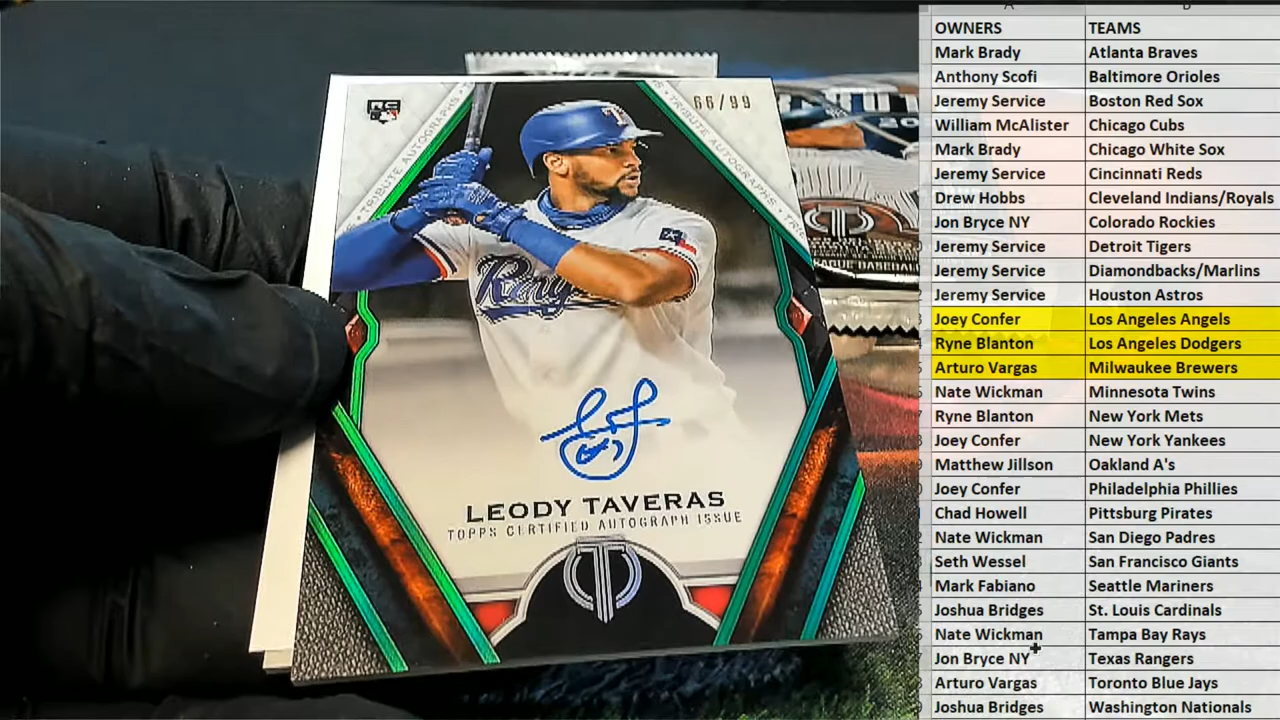 RC
TRIBUTE AUTOGRAPHS
TRIBUTE AUTOGRAPHS
66/99
Rangers
LEODY TAVERAS
TOPPS CERTIFIED AUTOGRAPH ISSUE
A B
OWNERS TEAMS
Mark Brady Atlanta Braves
Anthony Scofi Baltimore Orioles
Jeremy Service Boston Red Sox
William McAlister Chicago Cubs
Mark Brady Chicago White Sox
Jeremy Service Cincinnati Reds
Drew Hobbs Cleveland Indians/Royals
Jon Bryce NY Colorado Rockies
Jeremy Service Detroit Tigers
Jeremy Service Diamondbacks/Marlins
Jeremy Service Houston Astros
Joey Confer Los Angeles Angels
Ryne Blanton Los Angeles Dodgers
Arturo Vargas Milwaukee Brewers
Nate Wickman Minnesota Twins
Ryne Blanton New York Mets
Joey Confer New York Yankees
Matthew Jillson Oakland A's
Joey Confer Philadelphia Phillies
Chad Howell Pittsburg Pirates
Nate Wickman San Diego Padres
Seth Wessel San Francisco Giants
Mark Fabiano Seattle Mariners
Joshua Bridges St. Louis Cardinals
Nate Wickman Tampa Bay Rays
Jon Bryce NY Texas Rangers
Arturo Vargas Toronto Blue Jays
Joshua Bridges Washington Nationals